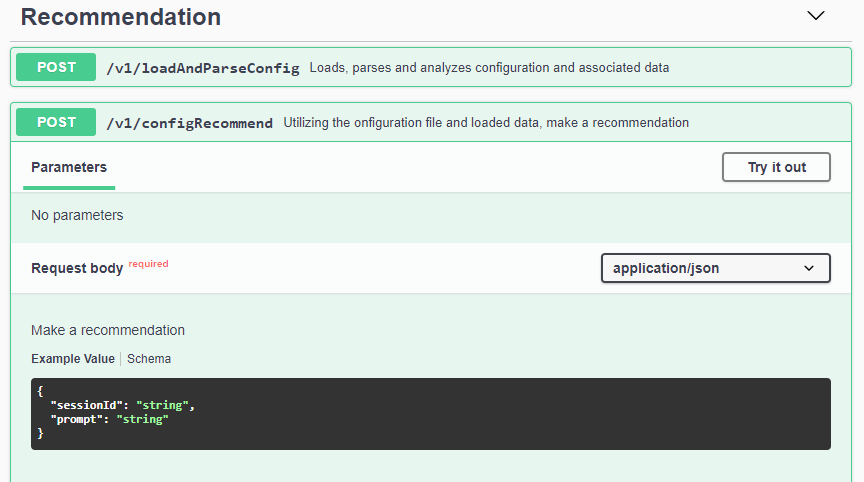 Recommendation
POST /v1/loadAndParseConfig Loads, parses and analyzes configuration and associated data
POST /v1/configRecommend Utilizing the onfiguration file and loaded data, make a recommendation
Parameters Try it out
No parameters
Request body required application/json
Make a recommendation
Example Value Schema
{
"sessionId": "string",
"prompt": "string"
}